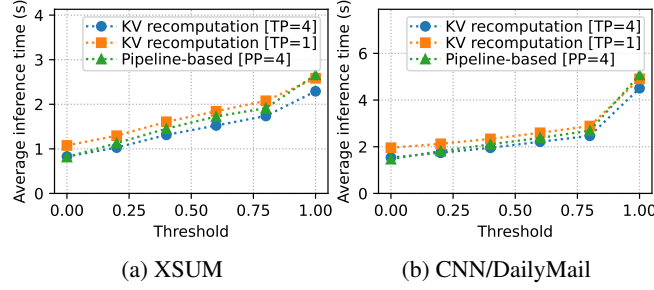 Average inference time (s)
4
3
2
1
0
KV recomputation [TP=4]
KV recomputation [TP=1]
Pipeline-based [PP=4]
0.00 0.25 0.50 0.75 1.00
Threshold
(a) XSUM
Average inference time (s)
6
4
2
0
KV recomputation [TP=4]
KV recomputation [TP=1]
Pipeline-based [PP=4]
0.00 0.25 0.50 0.75 1.00
Threshold
(b) CNN/DailyMail